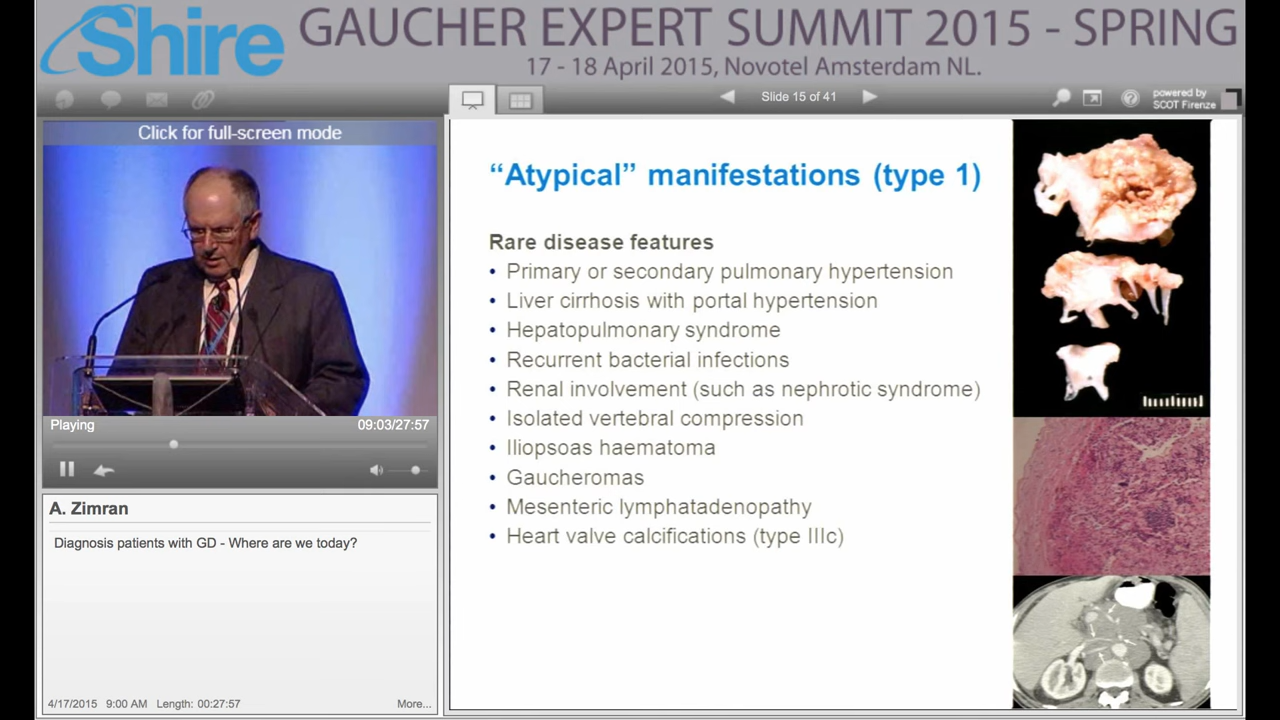 Shire GAUCHER EXPERT SUMMIT 2015 - SPRING
17 - 18 April 2015, Novotel Amsterdam NL.
Slide 15 of 41
powered by
SCOT Firenze
Click for full-screen mode
Playing 09:03/27:57
A. Zimran
Diagnosis patients with GD - Where are we today?
4/17/2015 9:00 AM Length: 00:27:57 More...
“Atypical” manifestations (type 1)
Rare disease features
• Primary or secondary pulmonary hypertension
• Liver cirrhosis with portal hypertension
• Hepatopulmonary syndrome
• Recurrent bacterial infections
• Renal involvement (such as nephrotic syndrome)
• Isolated vertebral compression
• Iliopsoas haematoma
• Gaucheromas
• Mesenteric lymphatadenopathy
• Heart valve calcifications (type IIIc)